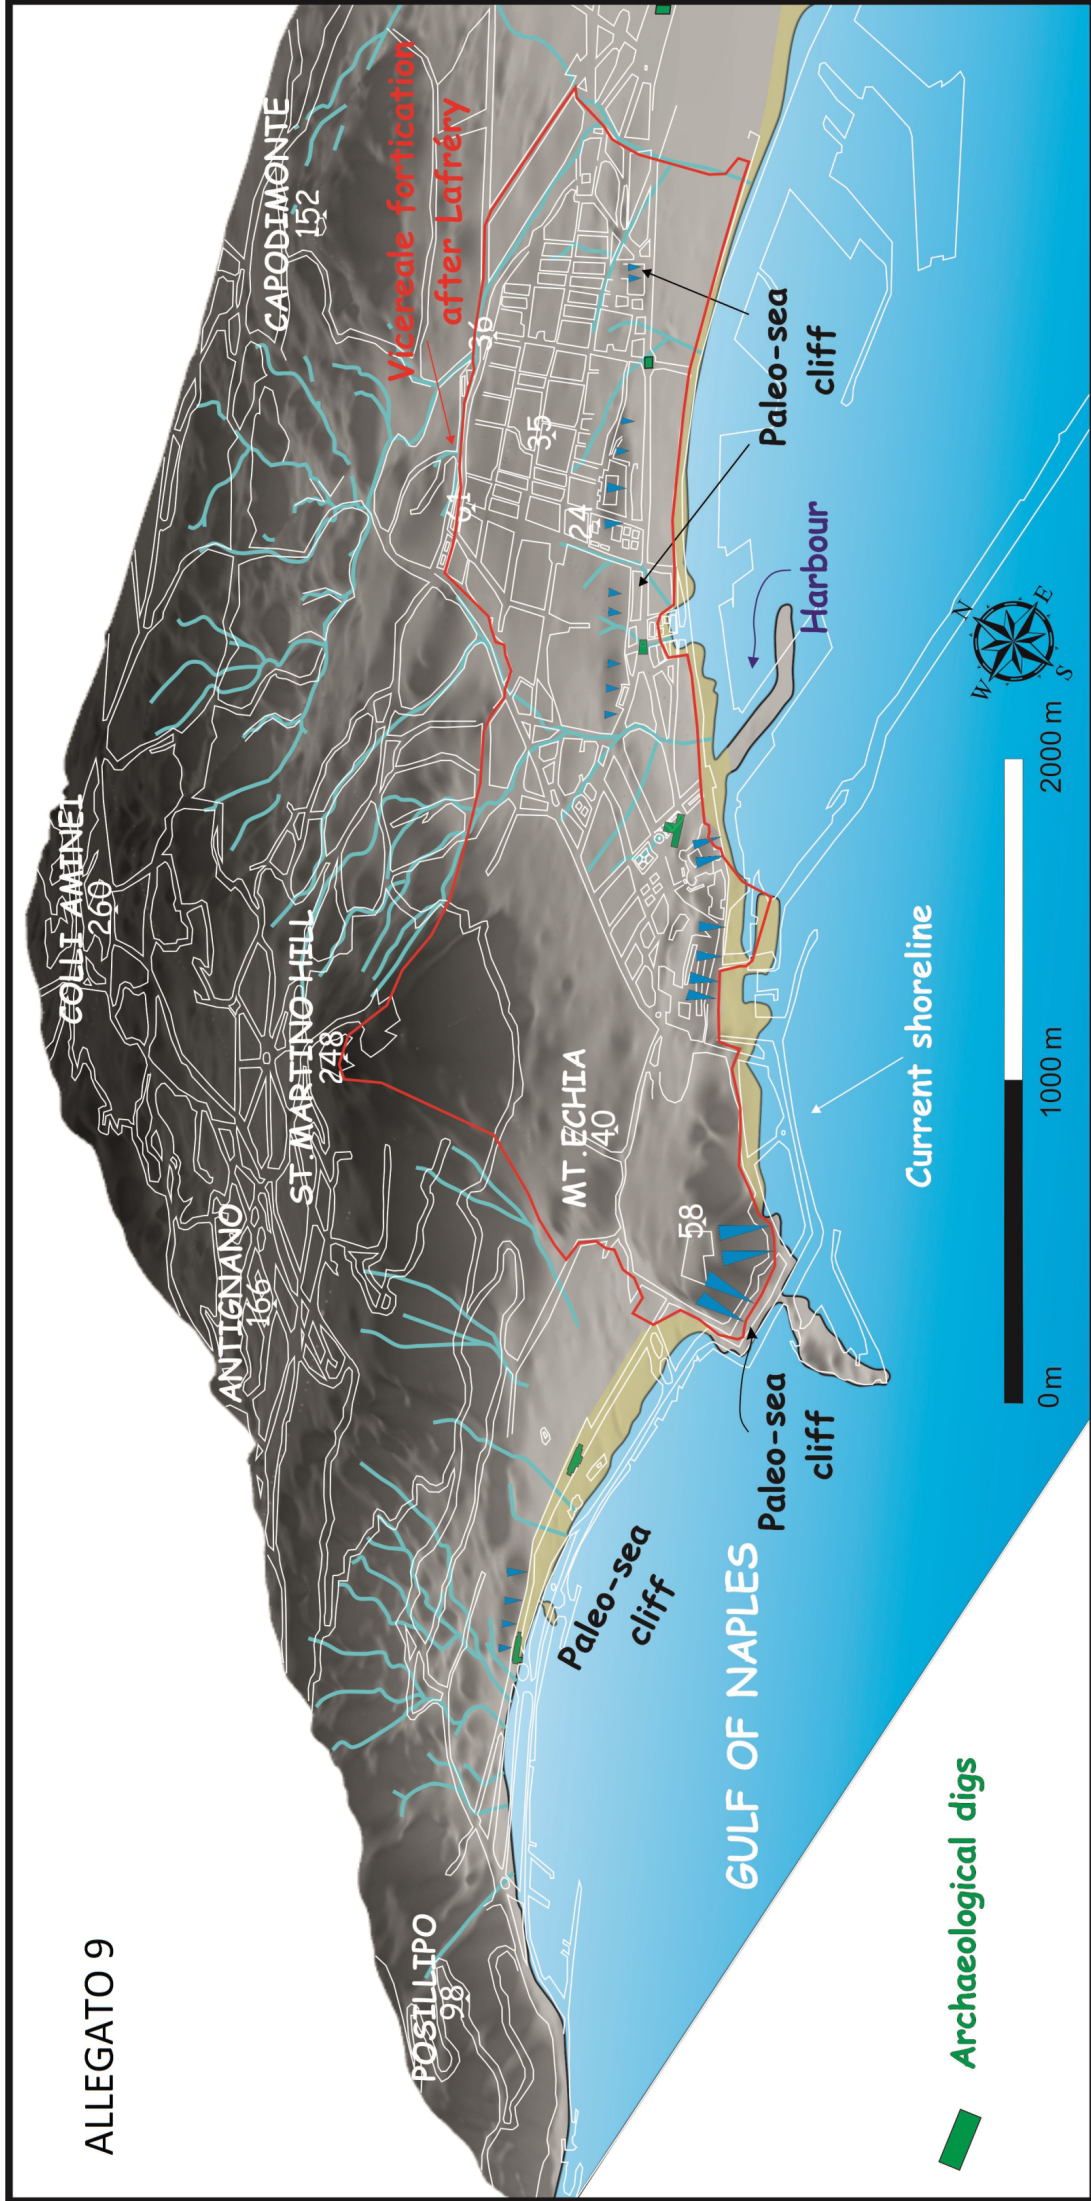 ALLEGATO 9
COLLI AMINEI
260
CAPODIMONTE
152
ANTIGNANO
166
ST. MARTINO HILL
248
Vicereale fortication
after Lafréry
POSILLIPO
98
36
61
35
24
MT. ECHIA
40
58
Paleo-sea
cliff
Paleo-sea
cliff
Paleo-sea
cliff
Harbour
GULF OF NAPLES
Current shoreline
N
E
S
W
0m
1000 m
2000 m
Archaeological digs